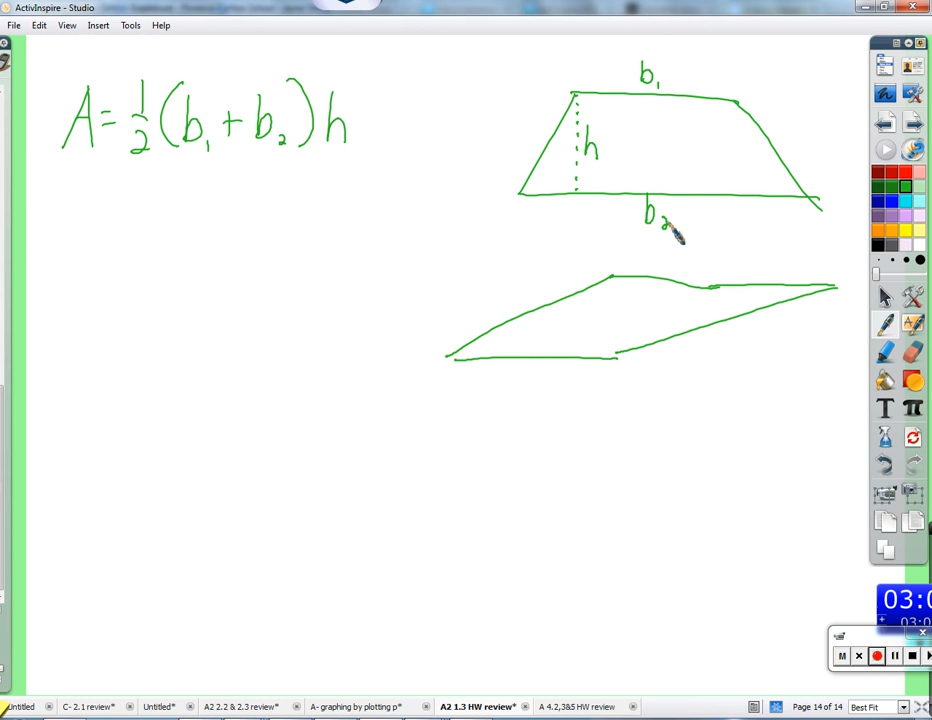 ActivInspire - Studio
File Edit View Insert Tools Help
A = 1/2 (b₁ + b₂) h
b₁
h
b₂
T π
03:0
03:0
M
Untitled C- 2.1 review* Untitled* A2 2.2 & 2.3 review* A- graphing by plotting p* A2 1.3 HW review* A 4.2,3&5 HW review Page 14 of 14 Best Fit